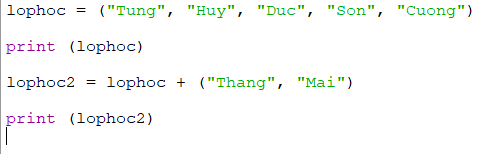 lophoc = ("Tung", "Huy", "Duc", "Son", "Cuong")
print (lophoc)
lophoc2 = lophoc + ("Thang", "Mai")
print (lophoc2)